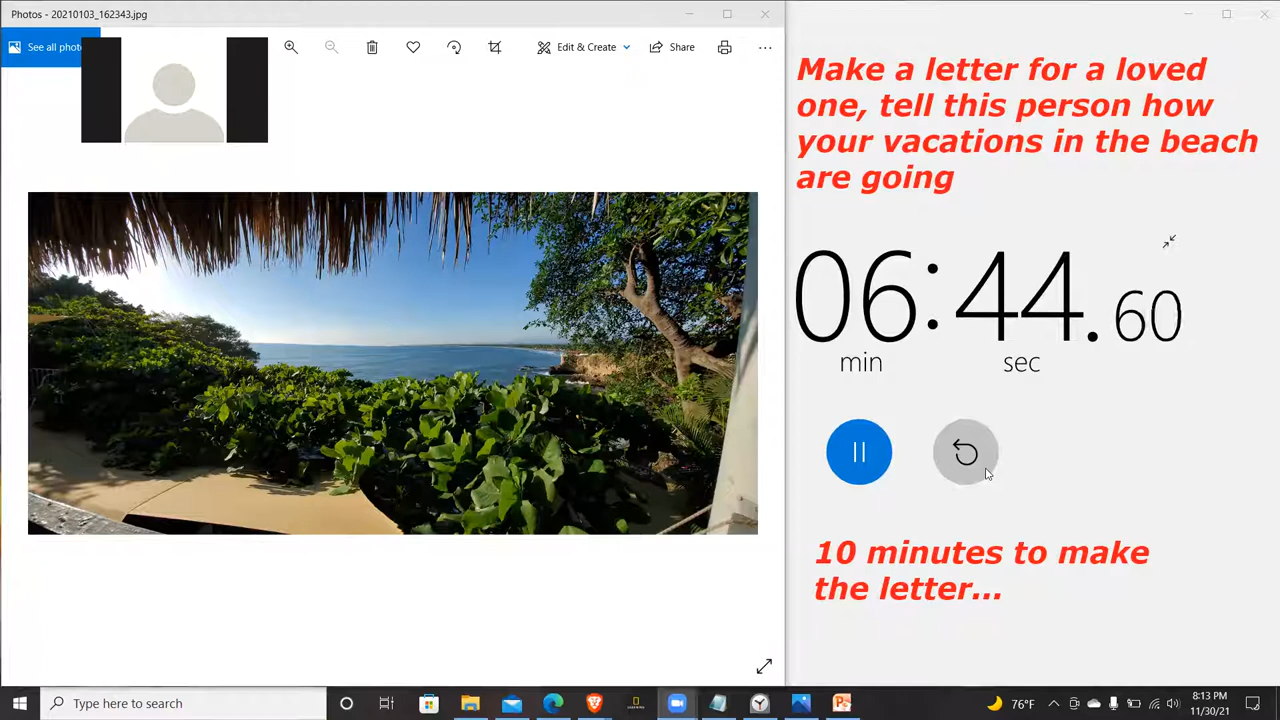 Photos - 20210103_162343.jpg
See all phot
Edit & Create
Share
Make a letter for a loved
one, tell this person how
your vacations in the beach
are going
06:44.60
min sec
10 minutes to make
the letter...
Type here to search
76°F
8:13 PM
11/30/21